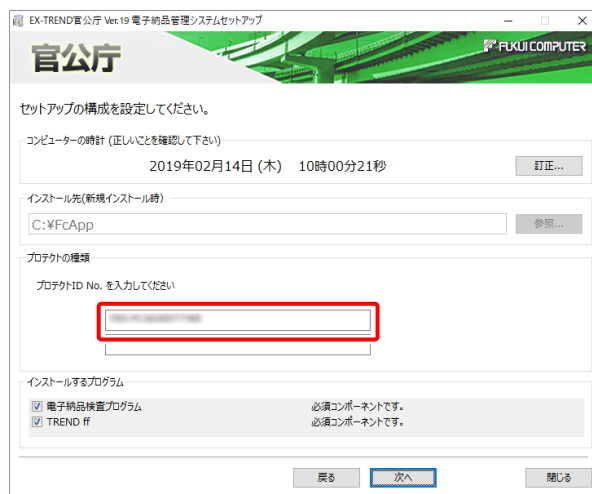 EX-TREND官公庁 Ver.19 電子納品管理システムセットアップ
官公庁
FUKUI COMPUTER
セットアップの構成を設定してください。
コンピューターの時計 (正しいことを確認して下さい)
2019年02月14日 (木) 10時00分21秒
訂正...
インストール先(新規インストール時)
C:¥FcApp
参照...
プロテクトの種類
プロテクトID No. を入力してください
インストールするプログラム
電子納品検査プログラム 必須コンポーネントです。
TREND ff 必須コンポーネントです。
戻る 次へ 閉じる